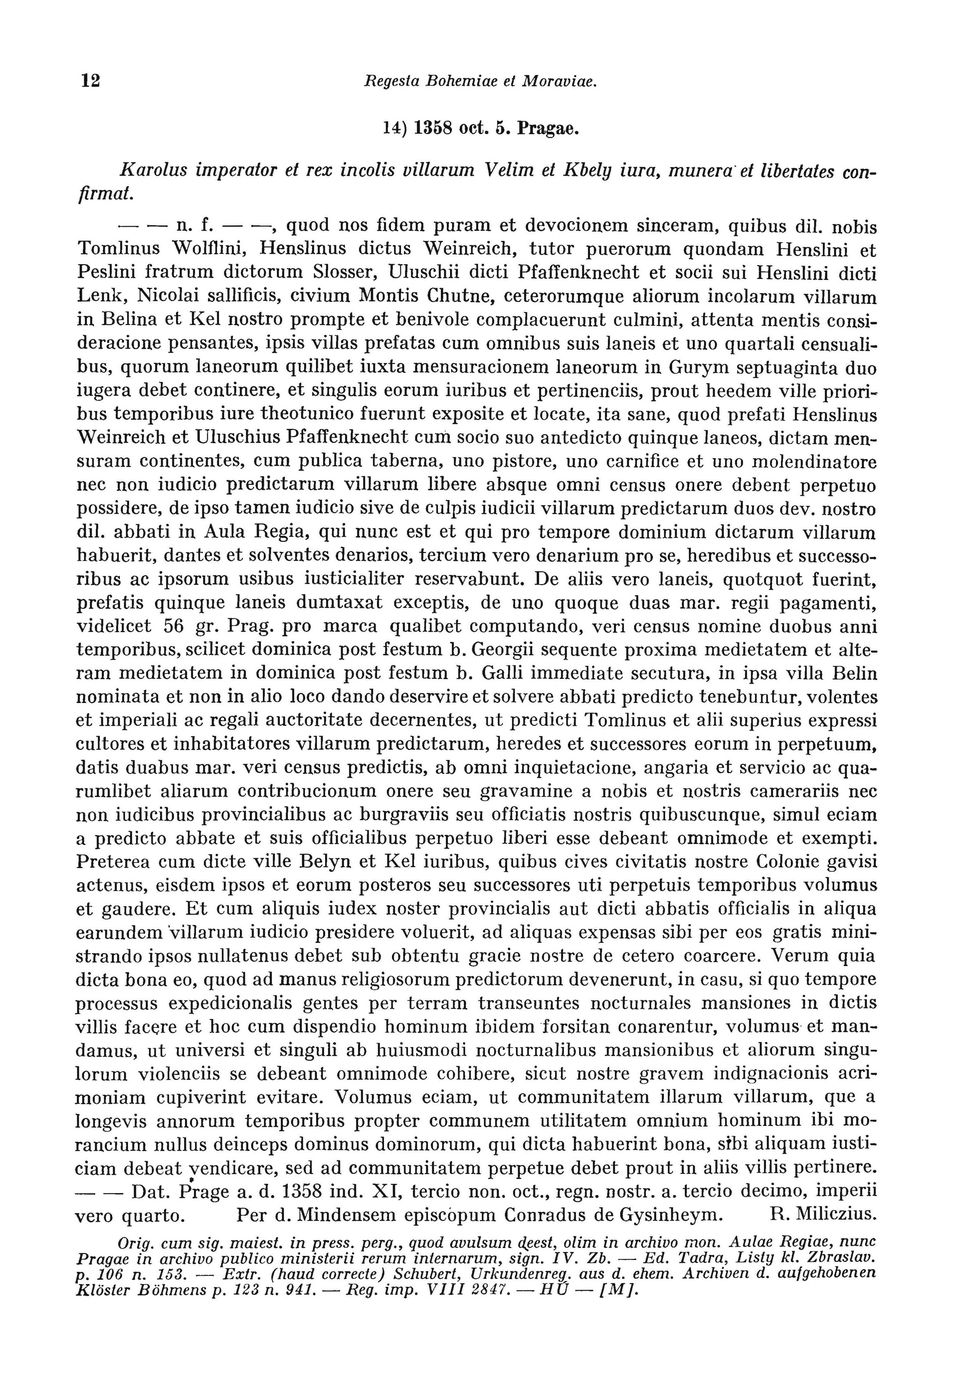 12 Regesta Bohemiae et Moraviae.
14) 1358 oct. 5. Pragae.
Karolus imperator et rex incolis villarum Velim et Kbely iura, munera et libertates con-
firmat.
— — n. f. — —, quod nos fidem puram et devocionem sinceram, quibus dil. nobis
Tomlinus Wolflini, Henslinus dictus Weinreich, tutor puerorum quondam Henslini et
Peslini fratrum dictorum Slosser, Uluschii dicti Pfaffenknecht et socii sui Henslini dicti
Lenk, Nicolai sallificis, civium Montis Chutne, ceterorumque aliorum incolarum villarum
in Belina et Kel nostro prompte et benivole complacuerunt culmini, attenta mentis consi-
deracione pensantes, ipsis villas prefatas cum omnibus suis laneis et uno quartali censuali-
bus, quorum laneorum quilibet iuxta mensuracionem laneorum in Gurym septuaginta duo
iugera debet continere, et singulis eorum iuribus et pertinenciis, prout heedem ville priori-
bus temporibus iure theotunico fuerunt exposite et locate, ita sane, quod prefati Henslinus
Weinreich et Uluschius Pfaffenknecht cum socio suo antedicto quinque laneos, dictam men-
suram continentes, cum publica taberna, uno pistore, uno carnifice et uno molendinatore
nec non iudicio predictarum villarum libere absque omni census onere debent perpetuo
possidere, de ipso tamen iudicio sive de culpis iudicii villarum predictarum duos dev. nostro
dil. abbati in Aula Regia, qui nunc est et qui pro tempore dominium dictarum villarum
habuerit, dantes et solventes denarios, tercium vero denarium pro se, heredibus et successo-
ribus ac ipsorum usibus iusticialiter reservabunt. De aliis vero laneis, quotquot fuerint,
prefatis quinque laneis dumtaxat exceptis, de uno quoque duas mar. regii pagamenti,
videlicet 56 gr. Prag. pro marca qualibet computando, veri census nomine duobus anni
temporibus, scilicet dominica post festum b. Georgii sequente proxima medietatem et alte-
ram medietatem in dominica post festum b. Galli immediate secutura, in ipsa villa Belin
nominata et non in alio loco dando deservire et solvere abbati predicto tenebuntur, volentes
et imperiali ac regali auctoritate decernentes, ut predicti Tomlinus et alii superius expressi
cultores et inhabitatores villarum predictarum, heredes et successores eorum in perpetuum,
datis duabus mar. veri census predictis, ab omni inquietacione, angaria et servicio ac qua-
rumlibet aliarum contribucionum onere seu gravamine a nobis et nostris camerariis nec
non iudicibus provincialibus ac burgraviis seu officiatis nostris quibuscunque, simul eciam
a predicto abbate et suis officialibus perpetuo liberi esse debeant omnimode et exempti.
Preterea cum dicte ville Belyn et Kel iuribus, quibus cives civitatis nostre Colonie gavisi
actenus, eisdem ipsos et eorum posteros seu successores uti perpetuis temporibus volumus
et gaudere. Et cum aliquis iudex noster provincialis aut dicti abbatis officialis in aliqua
earundem villarum iudicio presidere voluerit, ad aliquas expensas sibi per eos gratis mini-
strando ipsos nullatenus debet sub obtentu gracie nostre de cetero coarcere. Verum quia
dicta bona eo, quod ad manus religiosorum predictorum devenerunt, in casu, si quo tempore
processus expedicionalis gentes per terram transeuntes nocturnales mansiones in dictis
villis facere et hoc cum dispendio hominum ibidem forsitan conarentur, volumus et man-
damus, ut universi et singuli ab huiusmodi nocturnalibus mansionibus et aliorum singu-
lorum violenciis se debeant omnimode cohibere, sicut nostre gravem indignacionis acri-
moniam cupiverint evitare. Volumus eciam, ut communitatem illarum villarum, que a
longevis annorum temporibus propter communem utilitatem omnium hominum ibi mo-
rancium nullus deinceps dominus dominorum, qui dicta habuerint bona, sibi aliquam iusti-
ciam debeat vendicare, sed ad communitatem perpetue debet prout in aliis villis pertinere.
— — Dat. Prage a. d. 1358 ind. XI, tercio non. oct., regn. nostr. a. tercio decimo, imperii
vero quarto. Per d. Mindensem episcopum Conradus de Gysinheym. R. Miliczius.
Orig. cum sig. maiest. in press. perg., quod avulsum deest, olim in archivo mon. Aulae Regiae, nunc
Pragae in archivo publico ministerii rerum internarum, sign. IV. Zb. — Ed. Tadra, Listy kl. Zbraslav.
p. 106 n. 153. — Extr. (haud correcte) Schubert, Urkundenreg. aus d. ehem. Archiven d. aufgehobenen
Klöster Böhmens p. 123 n. 941. — Reg. imp. VIII 2847. — HÚ — [M].